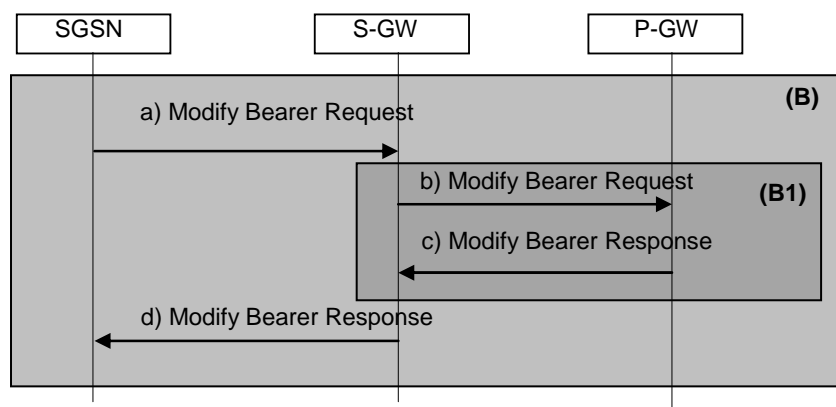 SGSN
S-GW
P-GW
(B)
a) Modify Bearer Request
b) Modify Bearer Request
(B1)
c) Modify Bearer Response
d) Modify Bearer Response